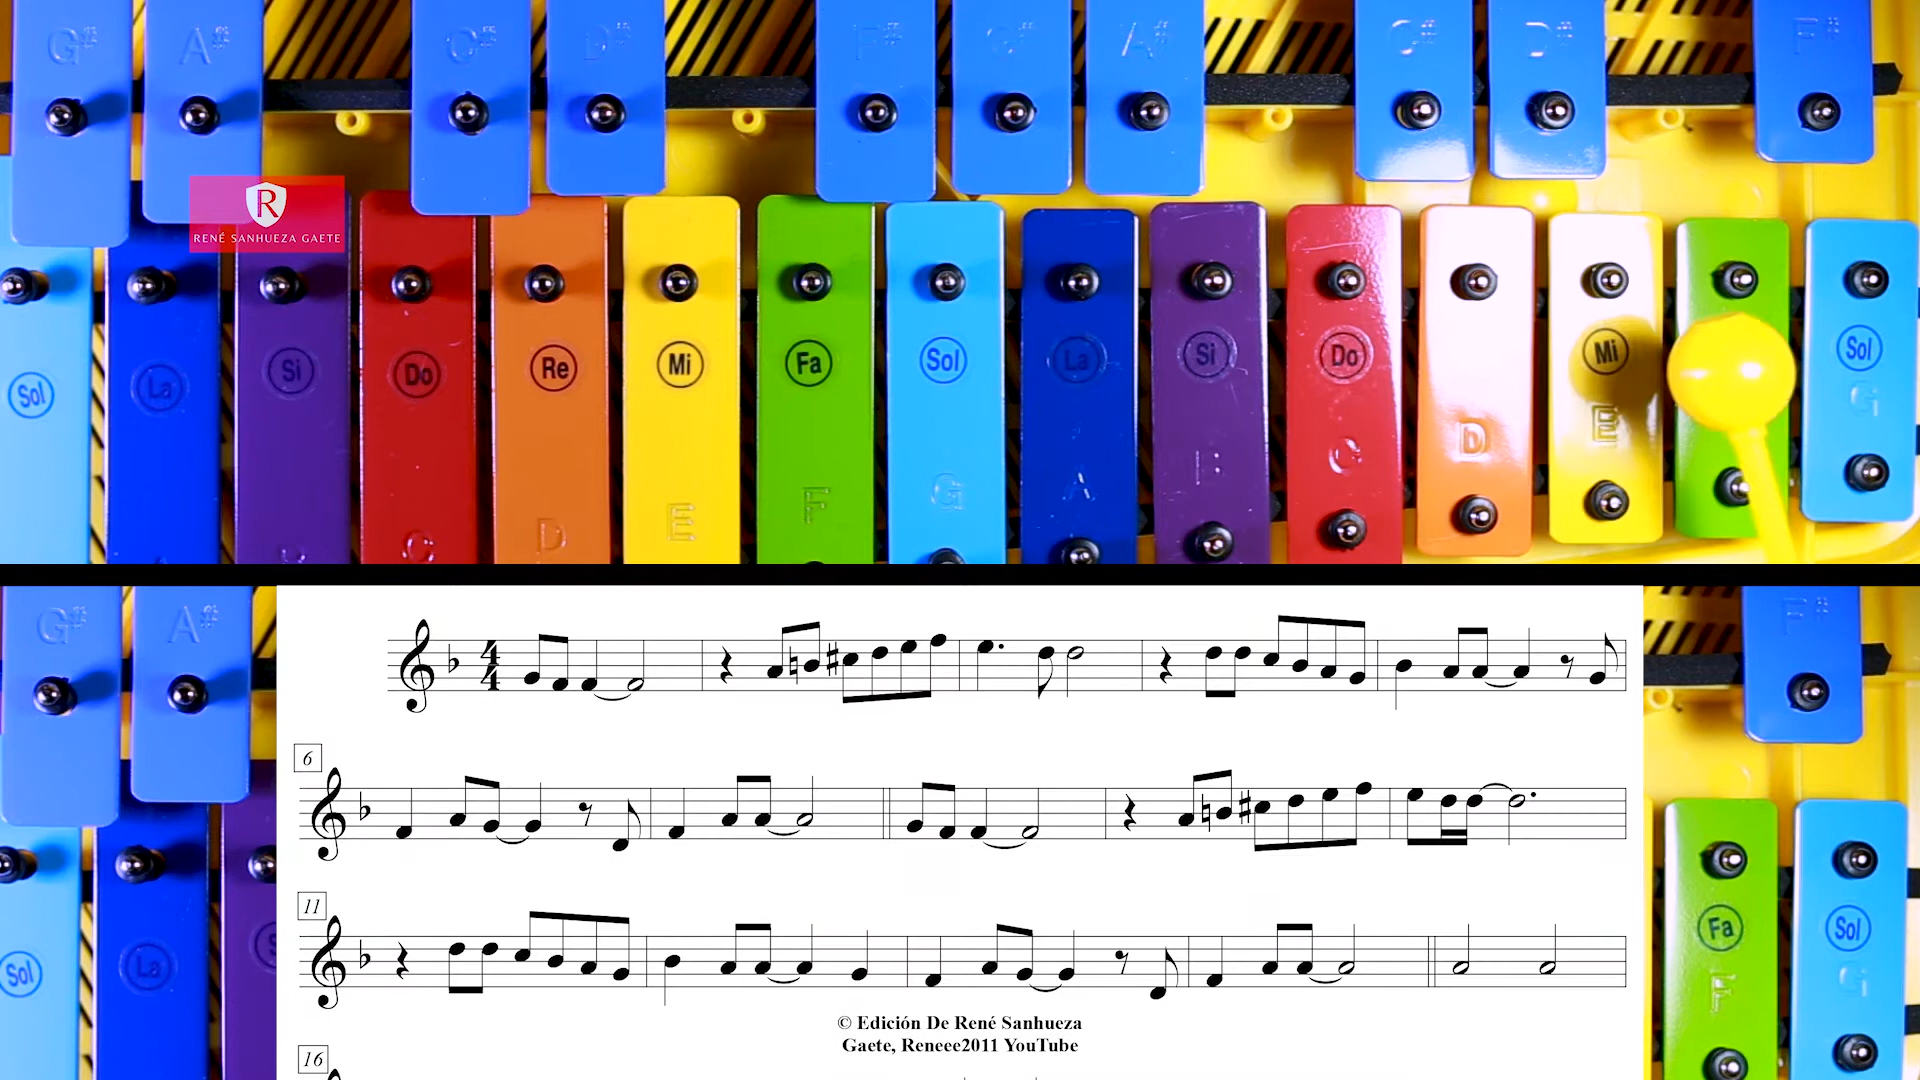 G# A# C# D# F# G# A# C# D# F#
R
RENÉ SANHUEZA GAETE
Sol La Si Do Re Mi Fa Sol La Si Do Mi Sol
C D E F G A B C D E G
G# A# F#
4
4
6
Sol La Fa Sol
F G
11
© Edición De René Sanhueza
Gaete, Reneee2011 YouTube
16